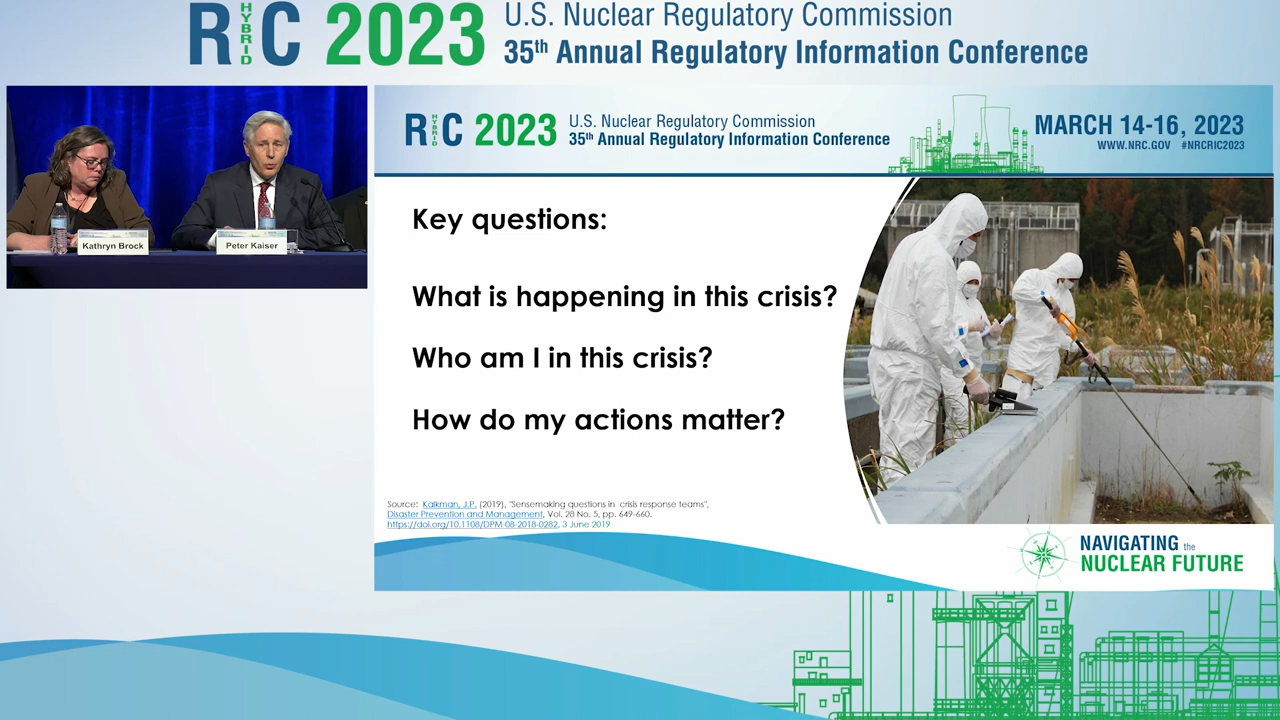 RIC 2023
HYBRID
U.S. Nuclear Regulatory Commission
35th Annual Regulatory Information Conference
Kathryn Brock
Peter Kaiser
RIC 2023
HYBRID
U.S. Nuclear Regulatory Commission
35th Annual Regulatory Information Conference
MARCH 14-16, 2023
WWW.NRC.GOV #NRCRIC2023
Key questions:
What is happening in this crisis?
Who am I in this crisis?
How do my actions matter?
Source: Kalkman, J.P. (2019), "Sensemaking questions in crisis response teams",
Disaster Prevention and Management, Vol. 28 No. 5, pp. 649-660.
https://doi.org/10.1108/DPM-08-2018-0282, 3 June 2019
NAVIGATING the
NUCLEAR FUTURE